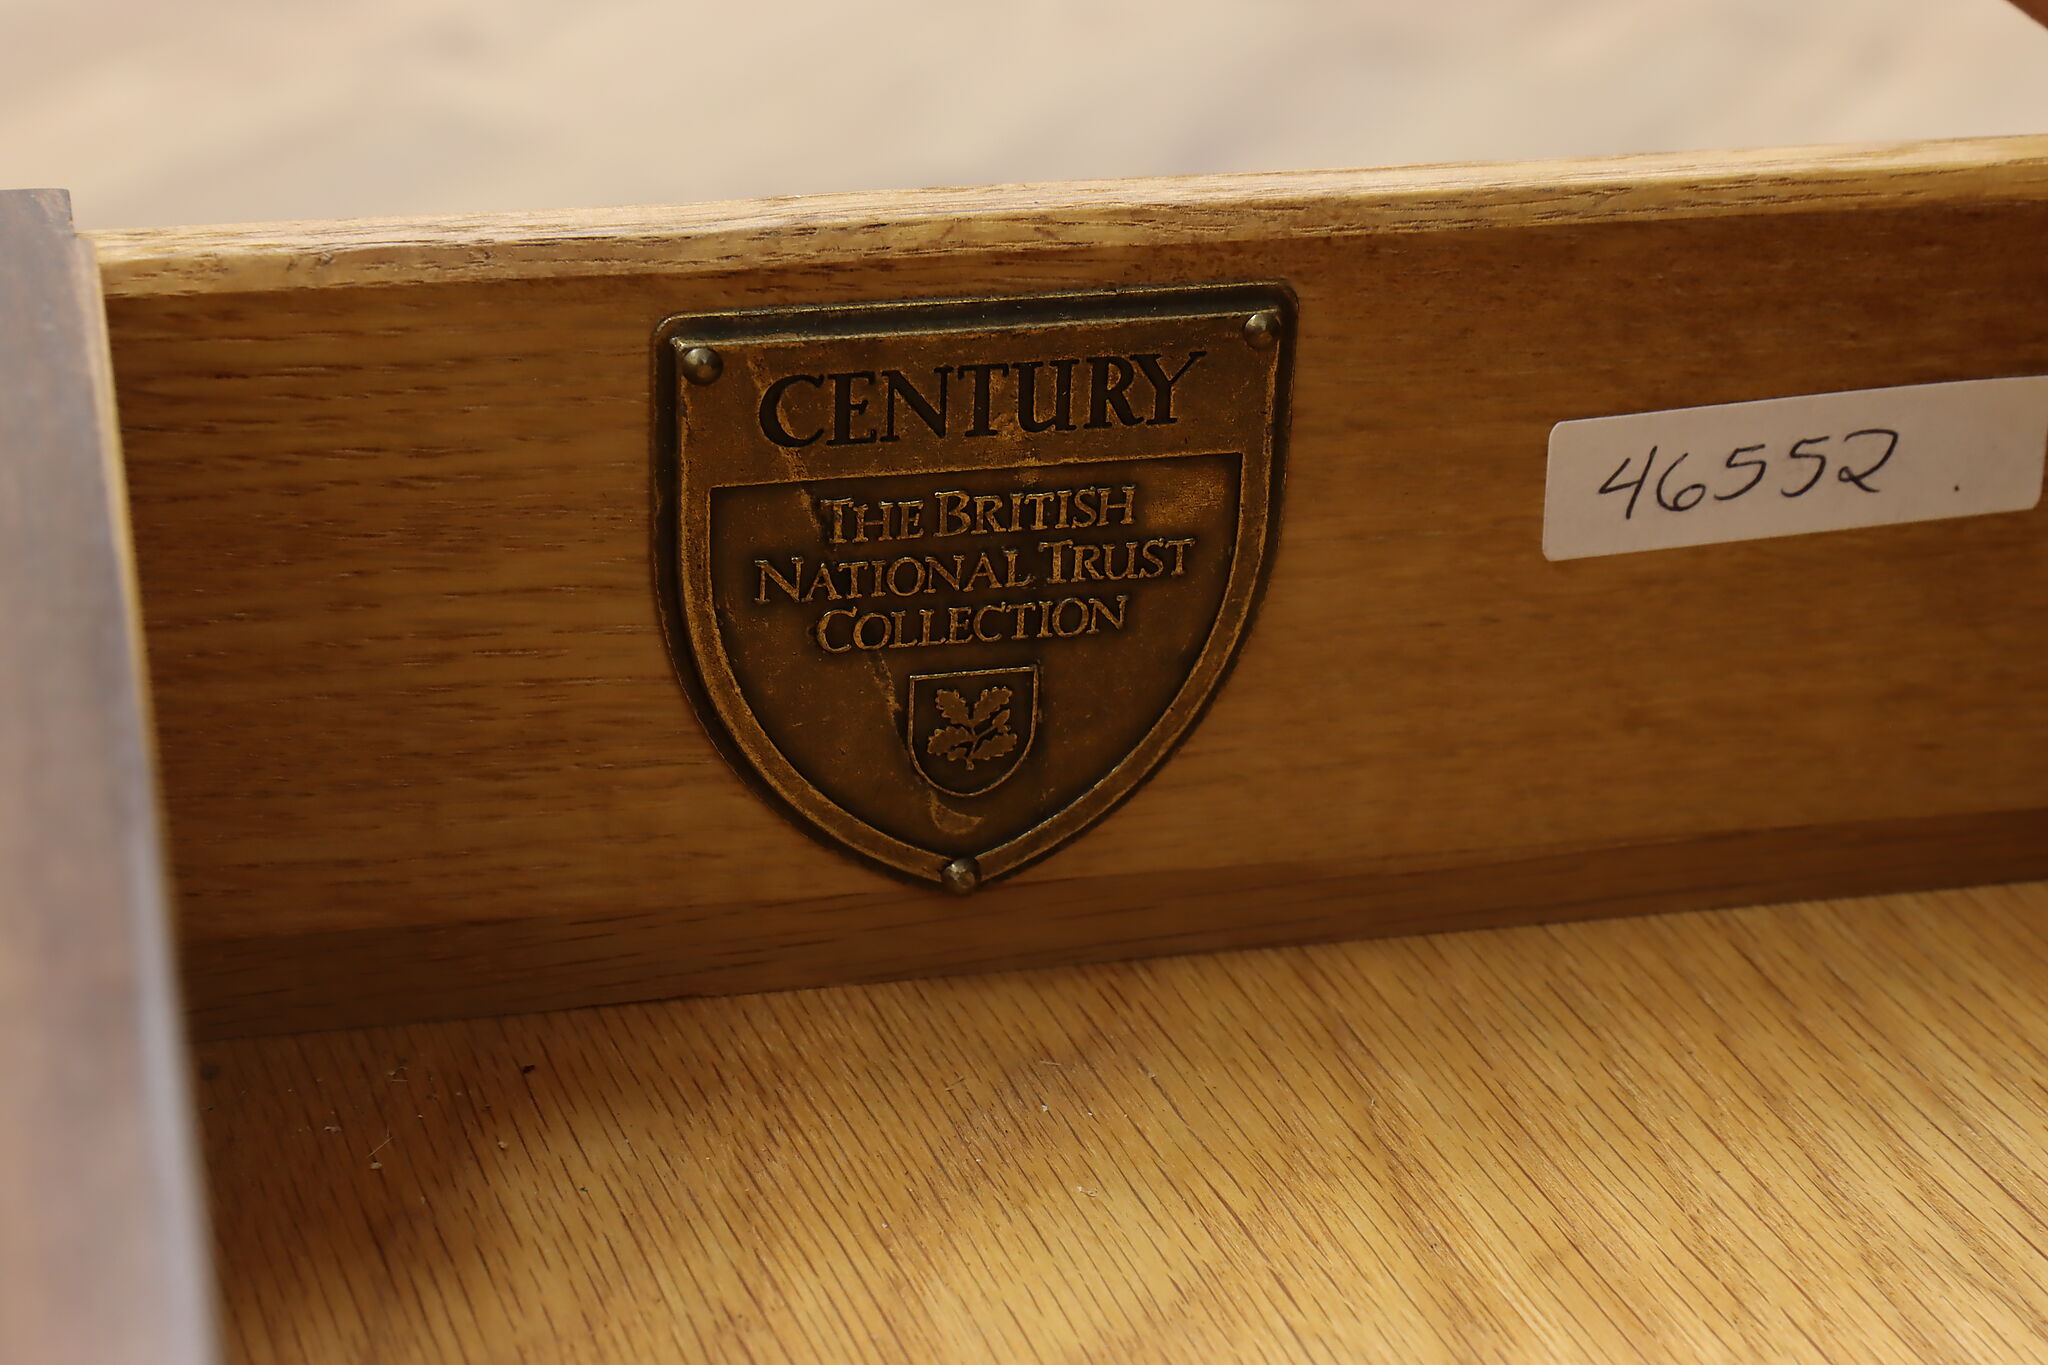 CENTURY
THE BRITISH
NATIONAL TRUST
COLLECTION
46552 .